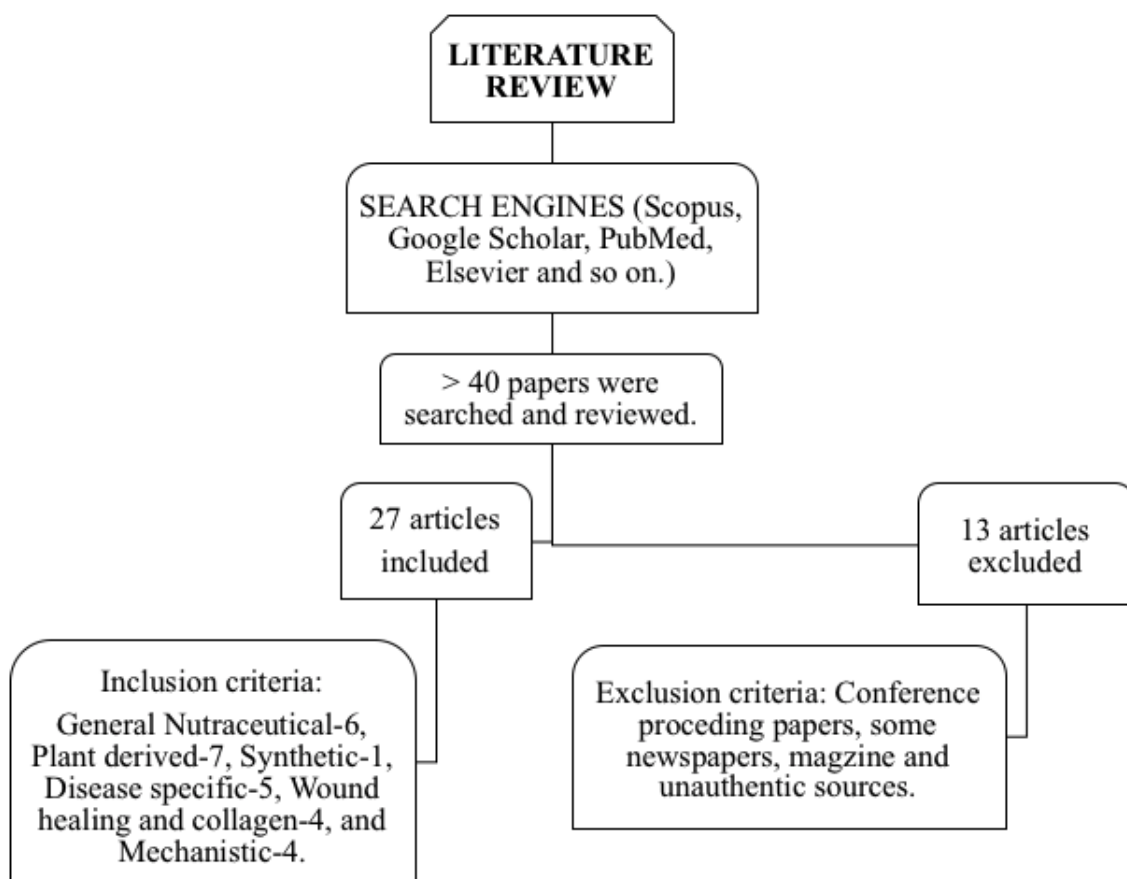 LITERATURE
REVIEW
SEARCH ENGINES (Scopus,
Google Scholar, PubMed,
Elsevier and so on.)
> 40 papers were
searched and reviewed.
27 articles
included
13 articles
excluded
Inclusion criteria:
General Nutraceutical-6,
Plant derived-7, Synthetic-1,
Disease specific-5, Wound
healing and collagen-4, and
Mechanistic-4.
Exclusion criteria: Conference
proceding papers, some
newspapers, magzine and
unauthentic sources.